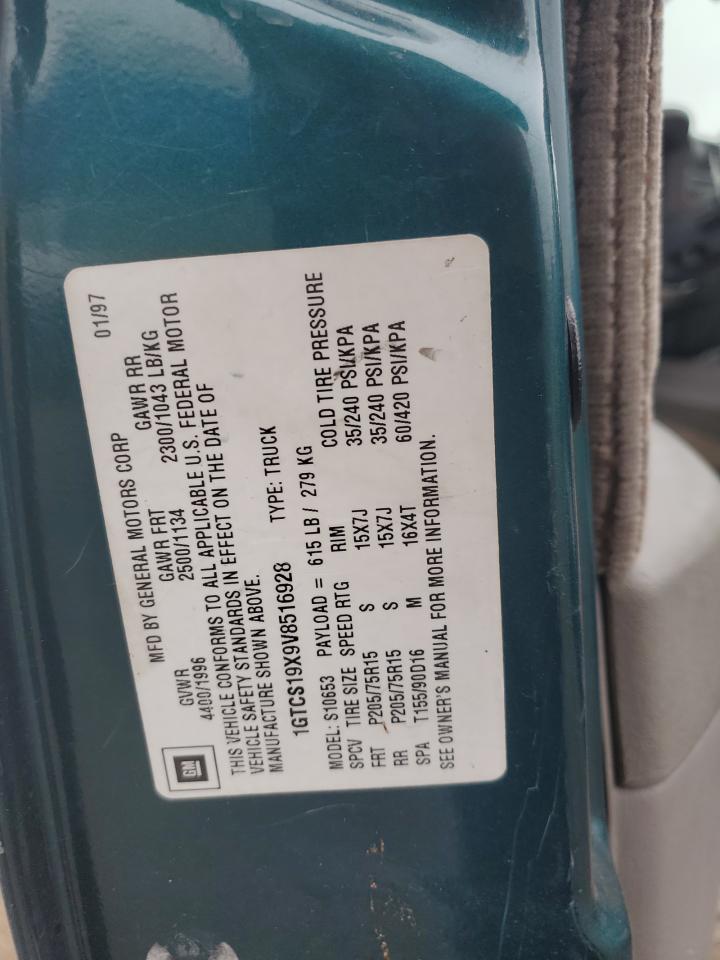 MFD BY GENERAL MOTORS CORP 01/97
GVWR GAWR FRT GAWR RR
4400/1996 2500/1134 2300/1043 LB/KG
THIS VEHICLE CONFORMS TO ALL APPLICABLE U.S. FEDERAL MOTOR
VEHICLE SAFETY STANDARDS IN EFFECT ON THE DATE OF
MANUFACTURE SHOWN ABOVE.
1GTCS19X9V8516928 TYPE: TRUCK
MODEL: S10653 PAYLOAD = 615 LB / 279 KG
SPCV TIRE SIZE SPEED RTG RIM COLD TIRE PRESSURE
FRT P205/75R15 S 15X7J 35/240 PSI/KPA
RR P205/75R15 S 15X7J 35/240 PSI/KPA
SPA T155/90D16 M 16X4T 60/420 PSI/KPA
SEE OWNER'S MANUAL FOR MORE INFORMATION.
GM